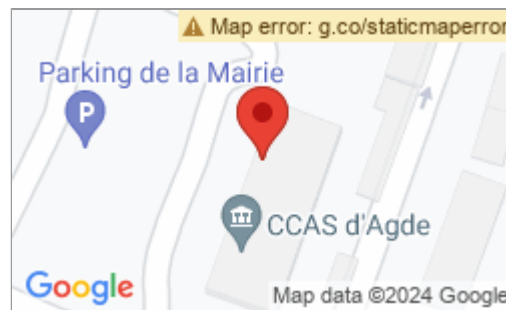 Map error: g.co/staticmaperror
Parking de la Mairie
P
CCAS d'Agde
Google
Map data ©2024 Google